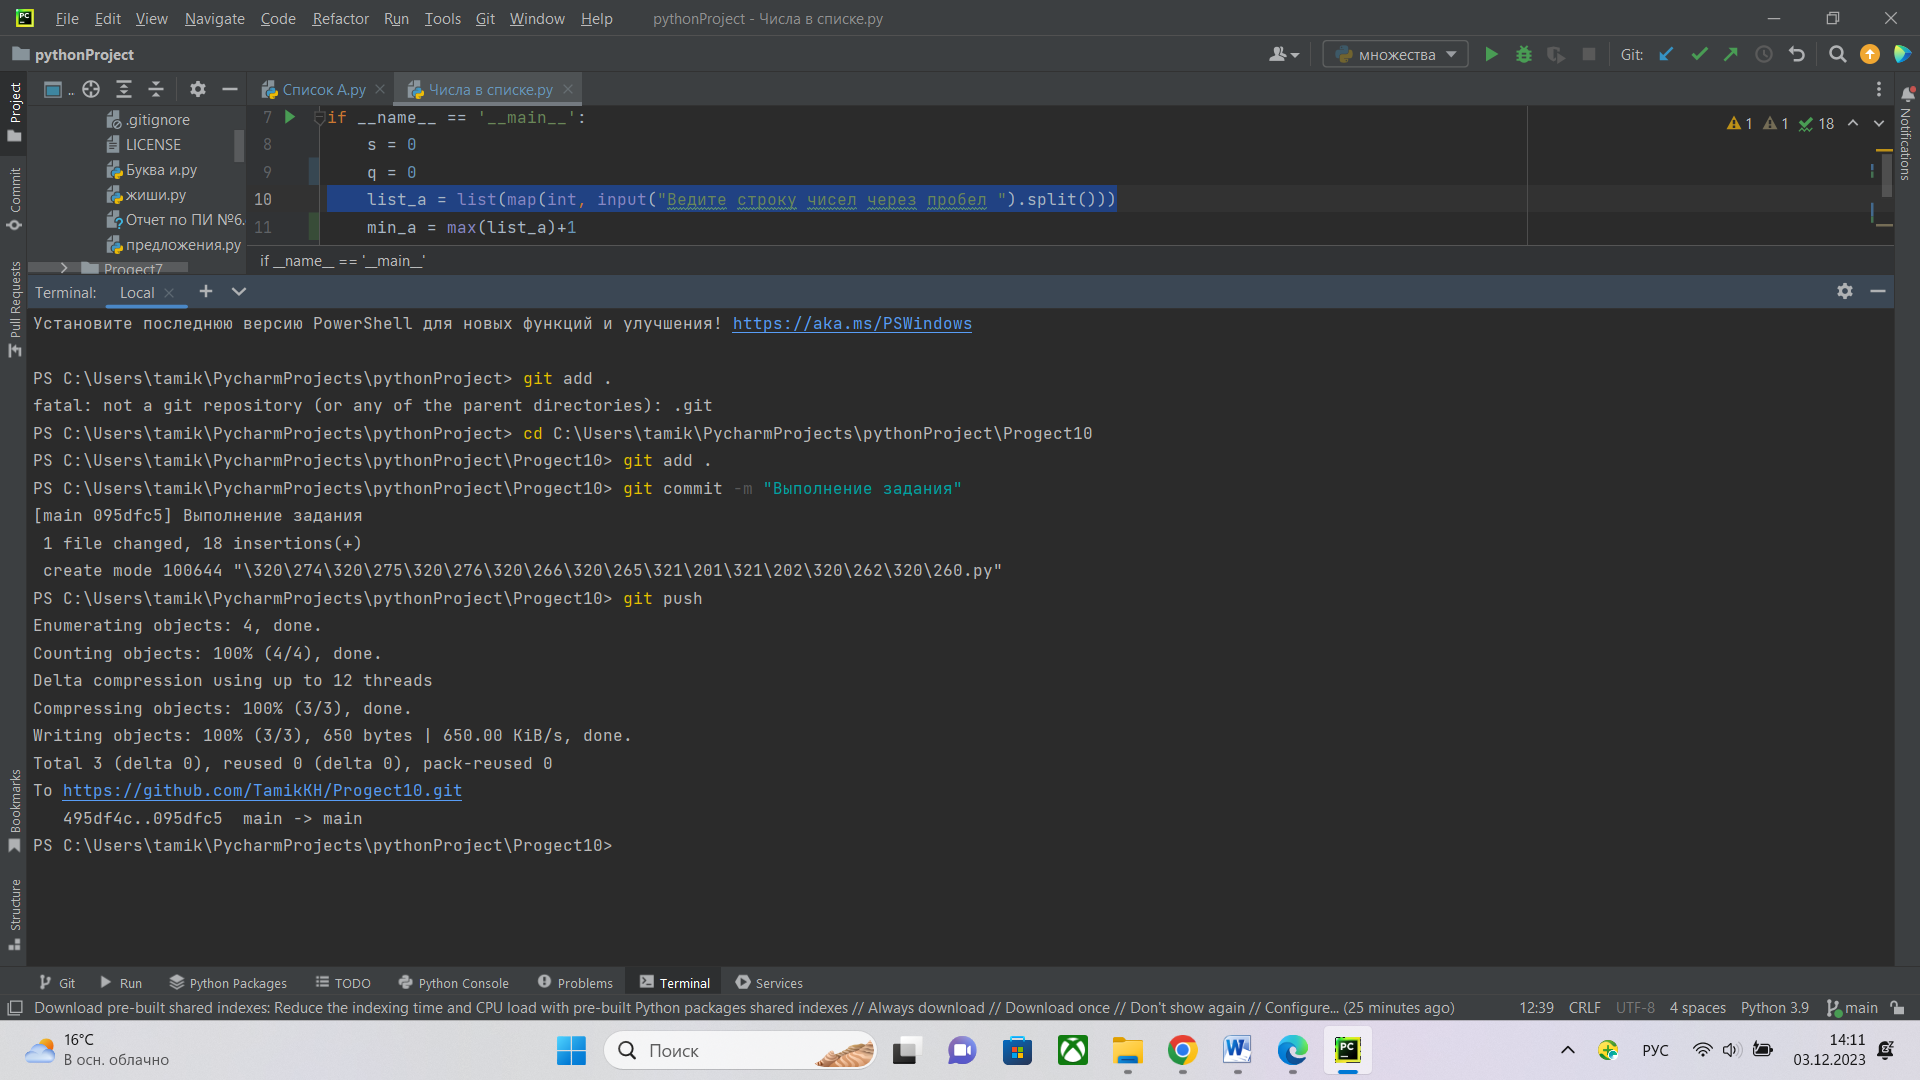 PC File Edit View Navigate Code Refactor Run Tools Git Window Help pythonProject - Числа в списке.py
pythonProject множества Git:
.. Список А.py Числа в списке.py
Project
Commit
Pull Requests
Bookmarks
Structure
Notifications
.gitignore
LICENSE
Буква и.py
жиши.py
Отчет по ПИ №6.
предложения.py
Progect7
7 if __name__ == '__main__':
8 s = 0
9 q = 0
10 list_a = list(map(int, input("Ведите строку чисел через пробел ").split()))
11 min_a = max(list_a)+1
1 1 18
if __name__ == '__main__'
Terminal: Local
Установите последнюю версию PowerShell для новых функций и улучшения! https://aka.ms/PSWindows
PS C:\Users\tamik\PycharmProjects\pythonProject> git add .
fatal: not a git repository (or any of the parent directories): .git
PS C:\Users\tamik\PycharmProjects\pythonProject> cd C:\Users\tamik\PycharmProjects\pythonProject\Progect10
PS C:\Users\tamik\PycharmProjects\pythonProject\Progect10> git add .
PS C:\Users\tamik\PycharmProjects\pythonProject\Progect10> git commit -m "Выполнение задания"
[main 095dfc5] Выполнение задания
1 file changed, 18 insertions(+)
create mode 100644 "\320\274\320\275\320\276\320\266\320\265\321\201\321\202\320\262\320\260.py"
PS C:\Users\tamik\PycharmProjects\pythonProject\Progect10> git push
Enumerating objects: 4, done.
Counting objects: 100% (4/4), done.
Delta compression using up to 12 threads
Compressing objects: 100% (3/3), done.
Writing objects: 100% (3/3), 650 bytes | 650.00 KiB/s, done.
Total 3 (delta 0), reused 0 (delta 0), pack-reused 0
To https://github.com/TamikKH/Progect10.git
495df4c..095dfc5 main -> main
PS C:\Users\tamik\PycharmProjects\pythonProject\Progect10>
Git Run Python Packages TODO Python Console Problems Terminal Services
Download pre-built shared indexes: Reduce the indexing time and CPU load with pre-built Python packages shared indexes // Always download // Download once // Don't show again // Configure... (25 minutes ago) 12:39 CRLF UTF-8 4 spaces Python 3.9 main
16°C
В осн. облачно
Поиск
РУС
14:11
03.12.2023